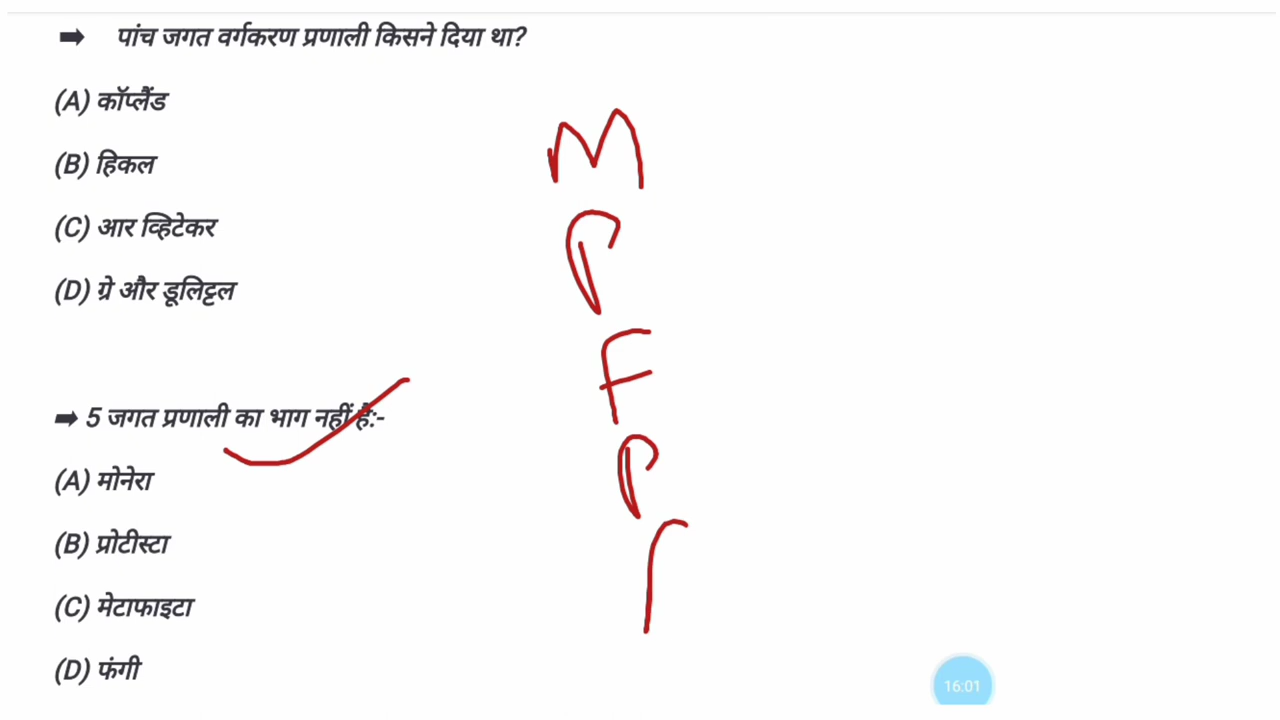 ➡ पांच जगत वर्गकरण प्रणाली किसने दिया था?
(A) कॉप्लैंड
(B) हिकल
(C) आर व्हिटेकर
(D) ग्रे और डूलिट्टल
➡ 5 जगत प्रणाली का भाग नहीं है:-
(A) मोनेरा
(B) प्रोटीस्टा
(C) मेटाफाइटा
(D) फंगी
M
P
F
P
16:01